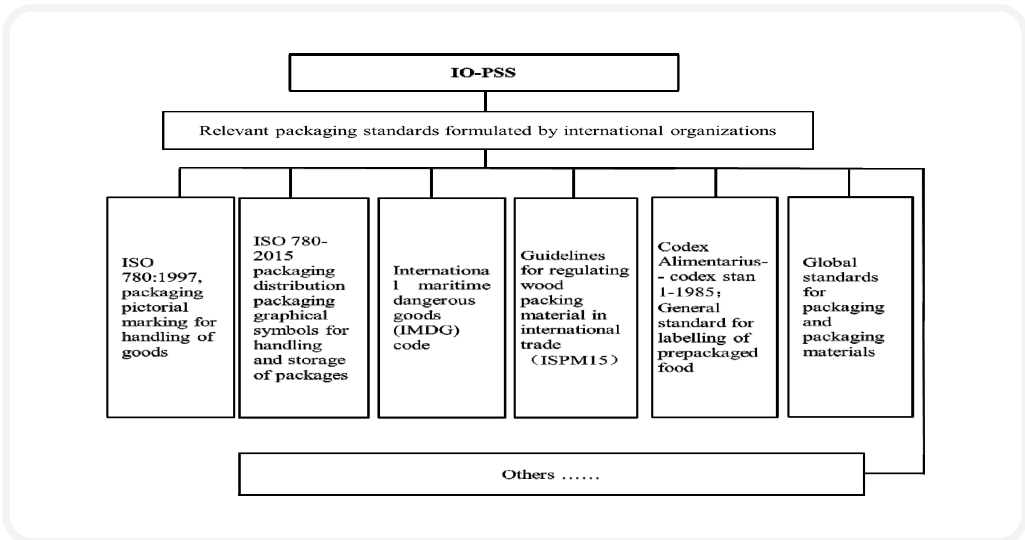 IO-PSS
Relevant packaging standards formulated by international organizations
ISO
780:1997,
packaging
pictorial
marking for
handling of
goods
ISO 780-
2015
packaging
distribution
packaging
graphical
symbols for
handling
and storage
of packages
Internationa
l maritime
dangerous
goods
(IMDG)
code
Guidelines
for regulating
wood
packing
material in
international
trade
(ISPM15)
Codex
Alimentarius-
- codex stan
1-1985;
General
standard for
labelling of
prepackaged
food
Global
standards
for
packaging
and
packaging
materials
Others ……